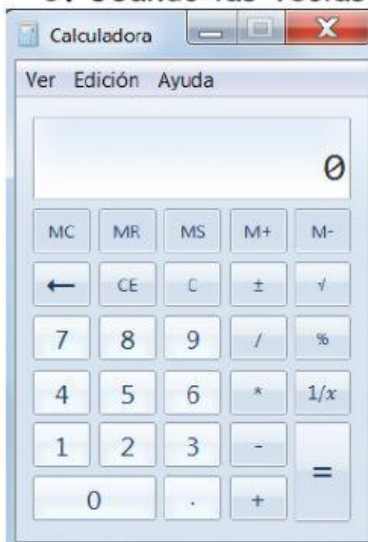 Calculadora
Ver Edición Ayuda
0
MC MR MS M+ M-
← CE C ± √
7 8 9 / %
4 5 6 * 1/x
1 2 3 - =
0 . +